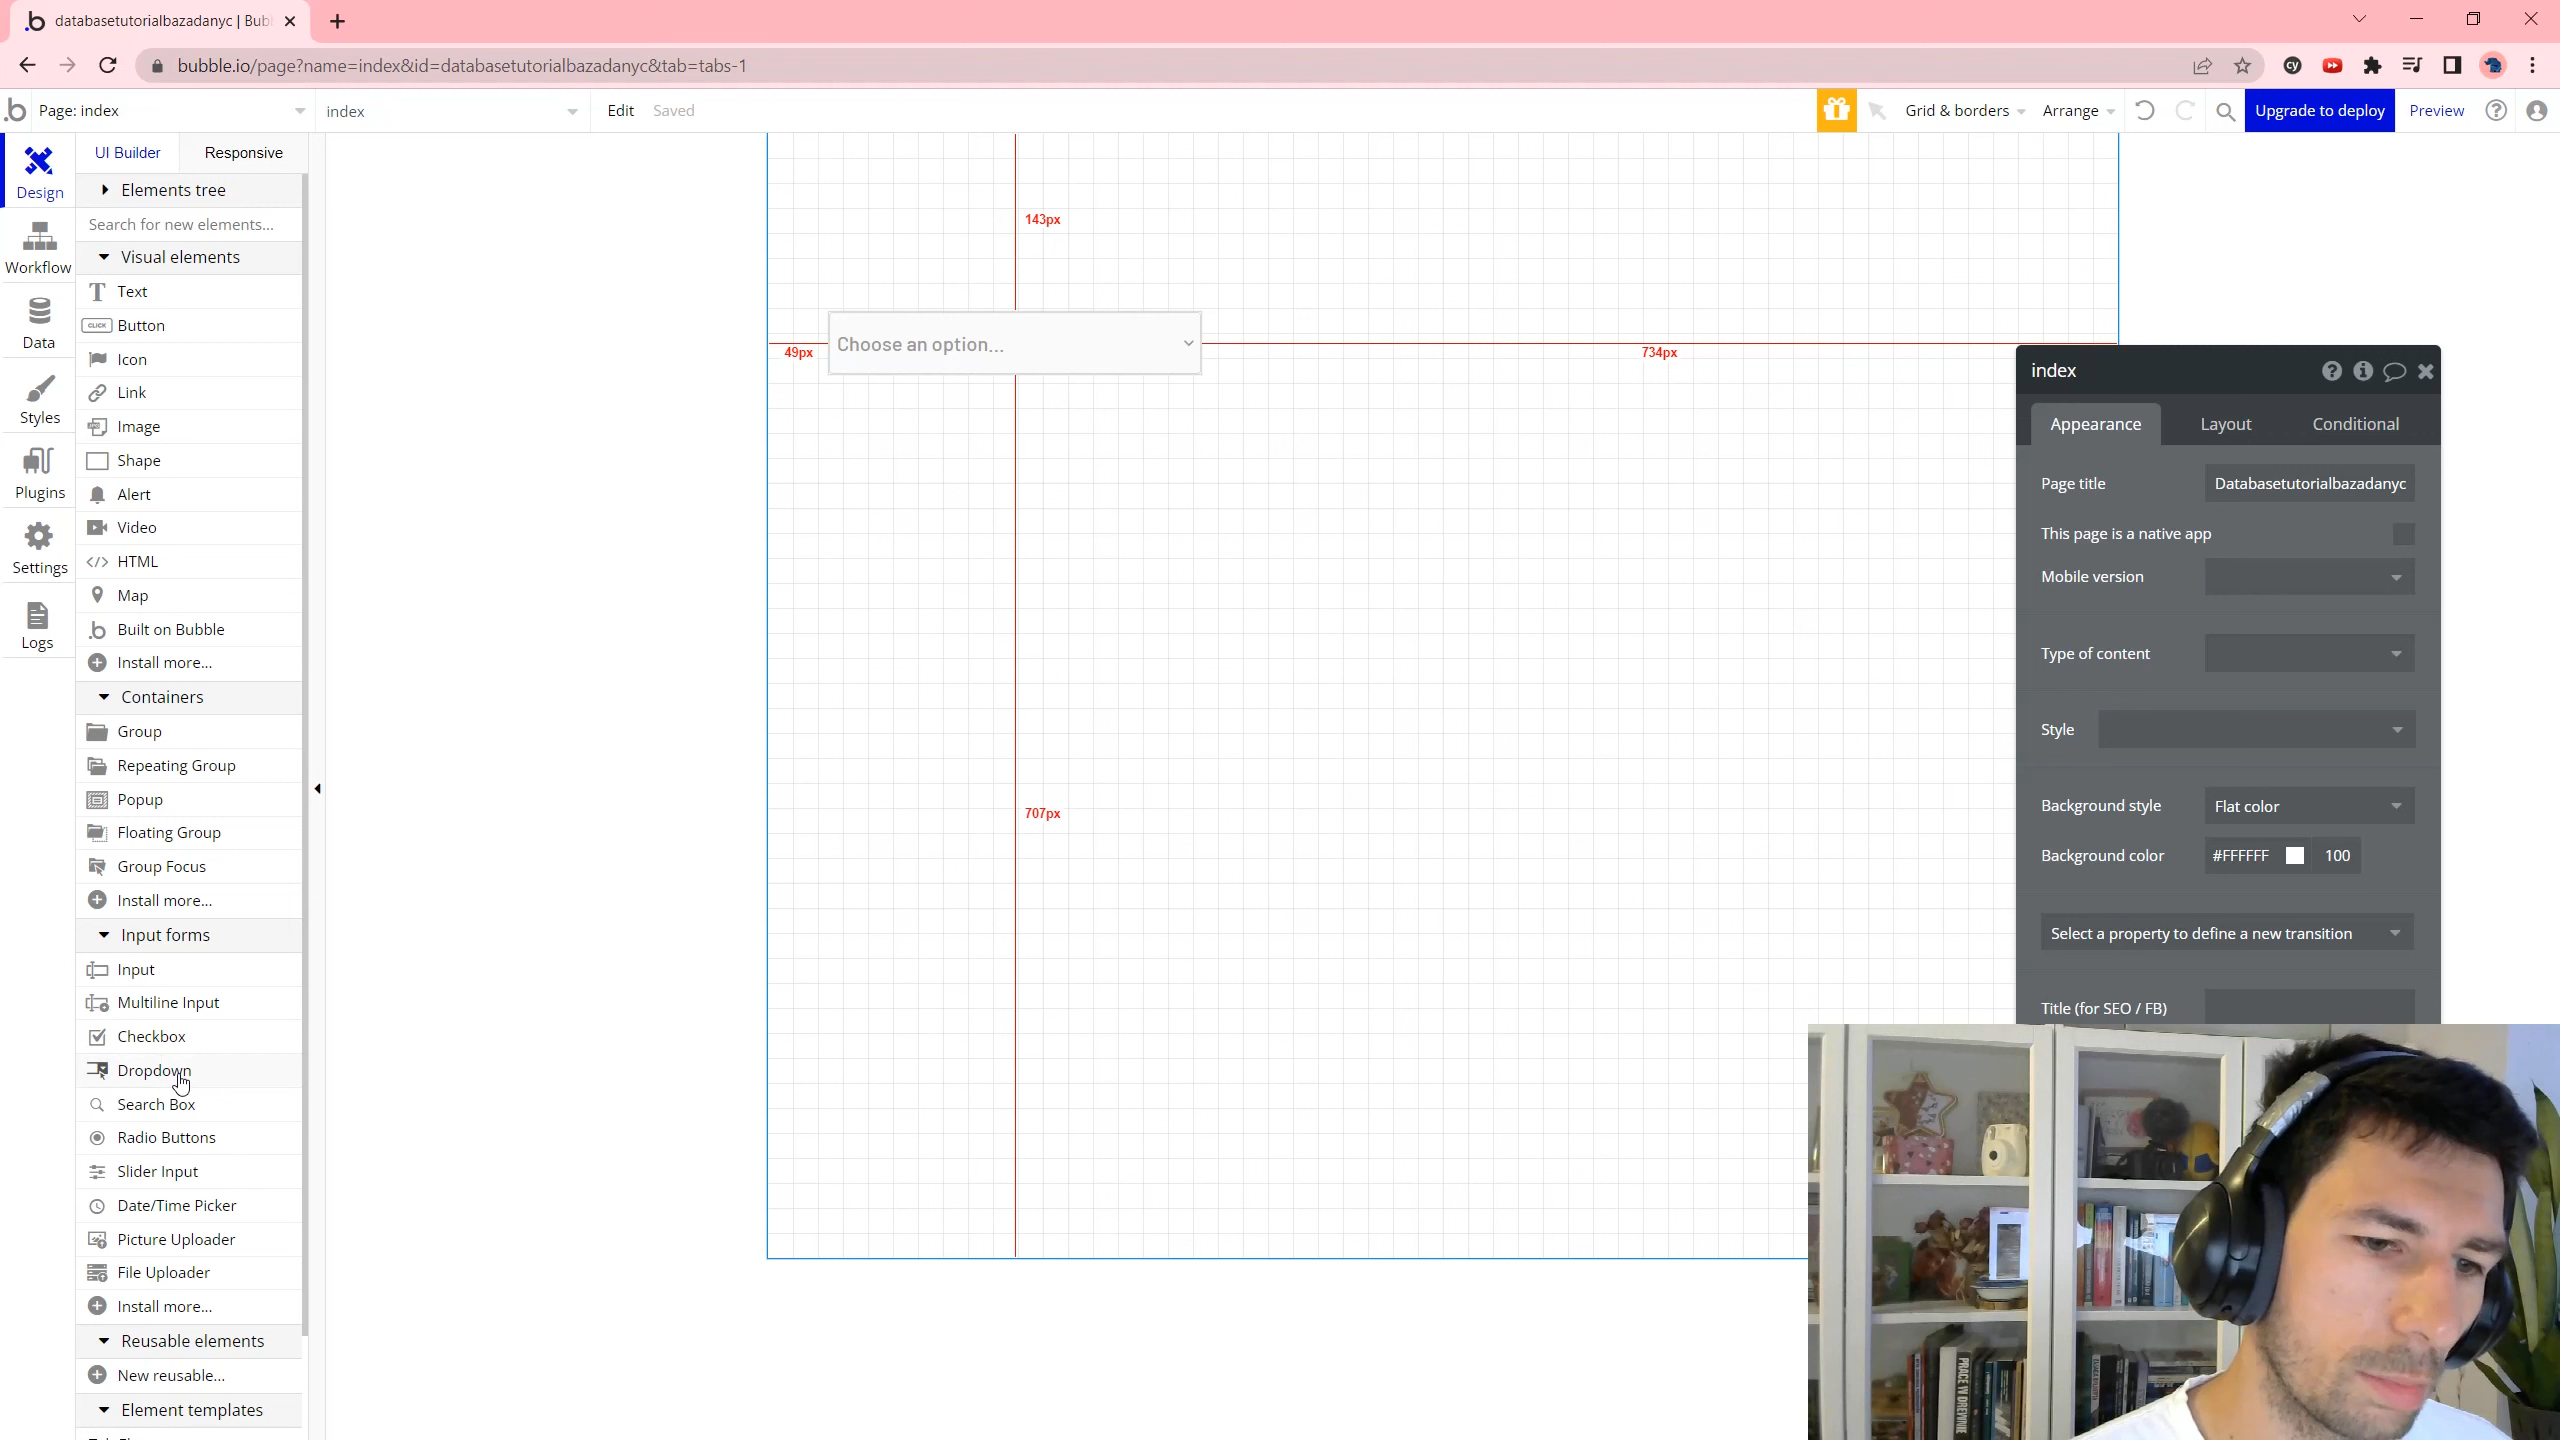 databasetutorialbazadanyc | Bub
bubble.io/page?name=index&id=databasetutorialbazadanyc&tab=tabs-1
Page: index
index
Edit
Saved
Grid & borders
Arrange
Upgrade to deploy
Preview
Design
Workflow
Data
Styles
Plugins
Settings
Logs
UI Builder
Responsive
Elements tree
Search for new elements...
Visual elements
Text
CLICK Button
Icon
Link
Image
Shape
Alert
Video
HTML
Map
Built on Bubble
Install more...
Containers
Group
Repeating Group
Popup
Floating Group
Group Focus
Install more...
Input forms
Input
Multiline Input
Checkbox
Dropdown
Search Box
Radio Buttons
Slider Input
Date/Time Picker
Picture Uploader
File Uploader
Install more...
Reusable elements
New reusable...
Element templates
143px
Choose an option...
49px
734px
707px
index
Appearance
Layout
Conditional
Page title
Databasetutorialbazadanyc
This page is a native app
Mobile version
Type of content
Style
Background style
Flat color
Background color
#FFFFFF
100
Select a property to define a new transition
Title (for SEO / FB)